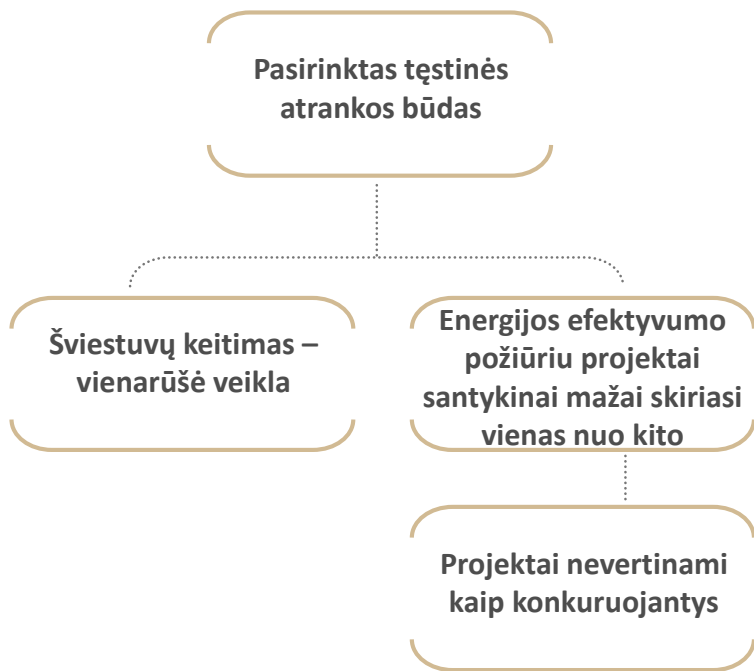 Pasirinktas tęstinės
atrankos būdas
Šviestuvų keitimas –
vienarūšė veikla
Energijos efektyvumo
požiūriu projektai
santykinai mažai skiriasi
vienas nuo kito
Projektai nevertinami
kaip konkuruojantys